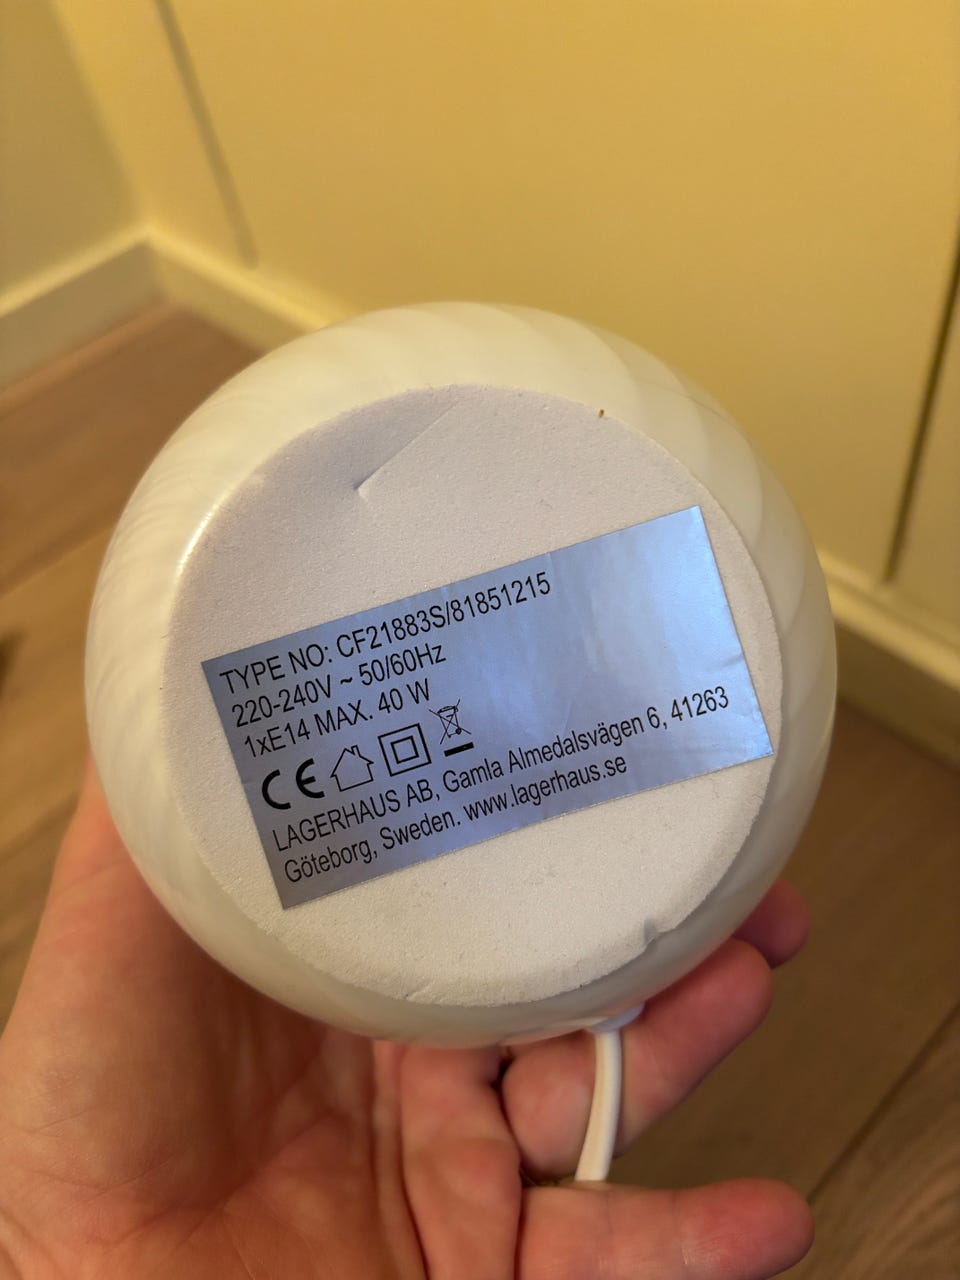 TYPE NO: CF21883S/81851215
220-240V ~ 50/60Hz
1xE14 MAX. 40 W
CE
LAGERHAUS AB, Gamla Almedalsvägen 6, 41263
Göteborg, Sweden. www.lagerhaus.se